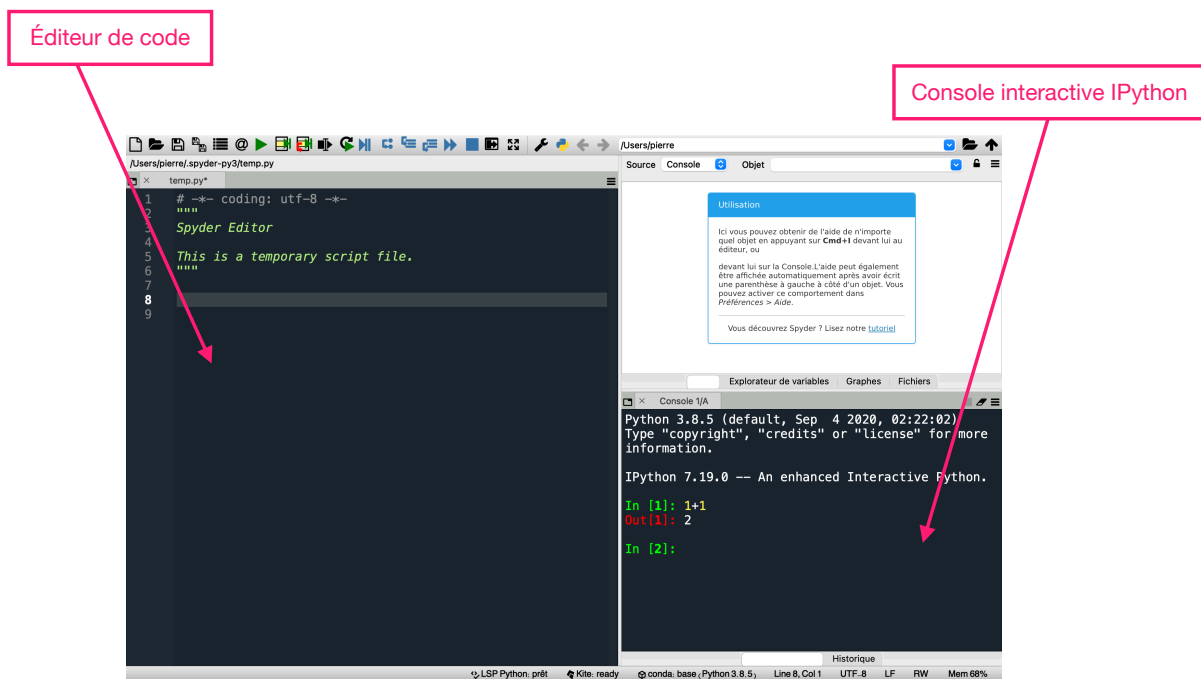 Éditeur de code
Console interactive IPython
/Users/pierre
/Users/pierre/.spyder-py3/temp.py
Source Console Objet
temp.py*
1 # -*- coding: utf-8 -*-
2 """
3 Spyder Editor
4
5 This is a temporary script file.
6 """
7
8
9
Utilisation
Ici vous pouvez obtenir de l'aide de n'importe
quel objet en appuyant sur Cmd+I devant lui au
éditeur, ou
devant lui sur la Console.L'aide peut également
être affichée automatiquement après avoir écrit
une parenthèse à gauche à côté d'un objet. Vous
pouvez activer ce comportement dans
Préférences > Aide.
Vous découvrez Spyder ? Lisez notre tutoriel
Explorateur de variables Graphes Fichiers
Console 1/A
Python 3.8.5 (default, Sep  4 2020, 02:22:02)
Type "copyright", "credits" or "license" for more
information.
IPython 7.19.0 -- An enhanced Interactive Python.
In [1]: 1+1
Out[1]: 2
In [2]:
Historique
LSP Python: prêt Kite: ready conda: base (Python 3.8.5) Line 8, Col 1 UTF-8 LF RW Mem 68%